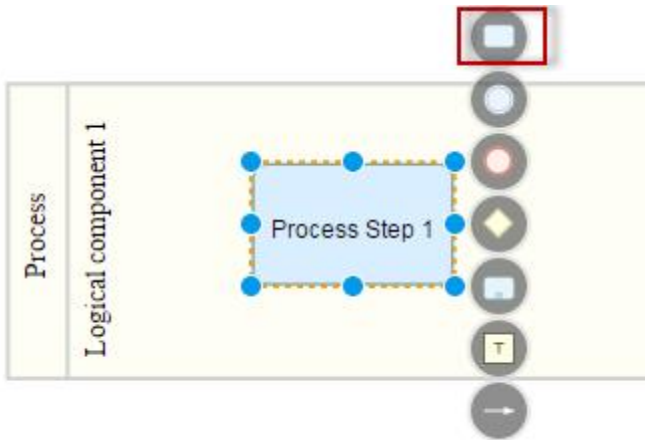 Process
Logical component 1
Process Step 1
T